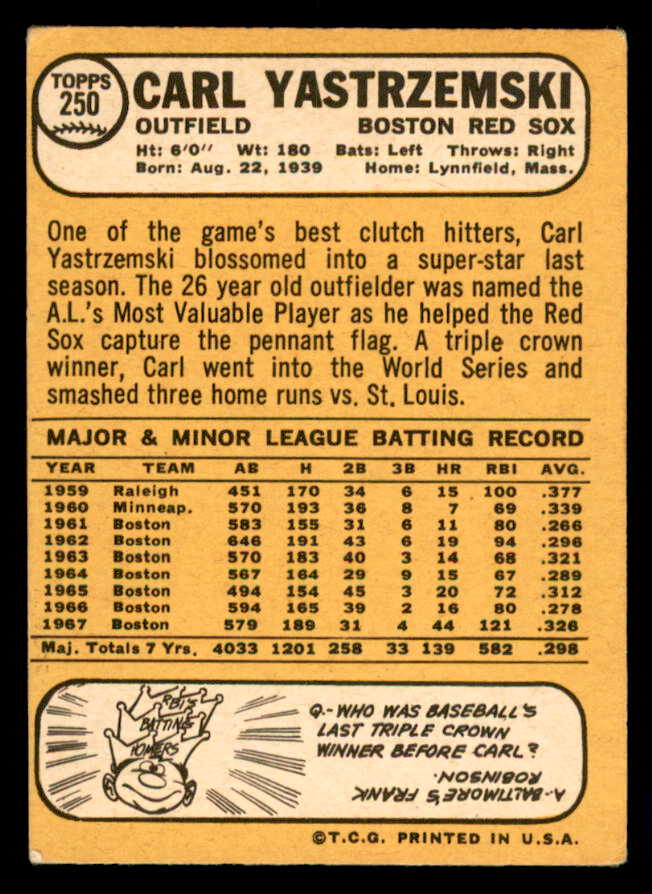 TOPPS
250
CARL YASTRZEMSKI
OUTFIELD BOSTON RED SOX
Ht: 6'0" Wt: 180 Bats: Left Throws: Right
Born: Aug. 22, 1939 Home: Lynnfield, Mass.
One of the game's best clutch hitters, Carl
Yastrzemski blossomed into a super-star last
season. The 26 year old outfielder was named the
A.L.'s Most Valuable Player as he helped the Red
Sox capture the pennant flag. A triple crown
winner, Carl went into the World Series and
smashed three home runs vs. St. Louis.
MAJOR & MINOR LEAGUE BATTING RECORD
YEAR TEAM AB H 2B 3B HR RBI AVG.
1959 Raleigh 451 170 34 6 15 100 .377
1960 Minneap. 570 193 36 8 7 69 .339
1961 Boston 583 155 31 6 11 80 .266
1962 Boston 646 191 43 6 19 94 .296
1963 Boston 570 183 40 3 14 68 .321
1964 Boston 567 164 29 9 15 67 .289
1965 Boston 494 154 45 3 20 72 .312
1966 Boston 594 165 39 2 16 80 .278
1967 Boston 579 189 31 4 44 121 .326
Maj. Totals 7 Yrs. 4033 1201 258 33 139 582 .298
RBI'S
BATTING
HOMERS
Q.- WHO WAS BASEBALL'S
LAST TRIPLE CROWN
WINNER BEFORE CARL?
A.- BALTIMORE'S FRANK
ROBINSON.
©T.C.G. PRINTED IN U.S.A.